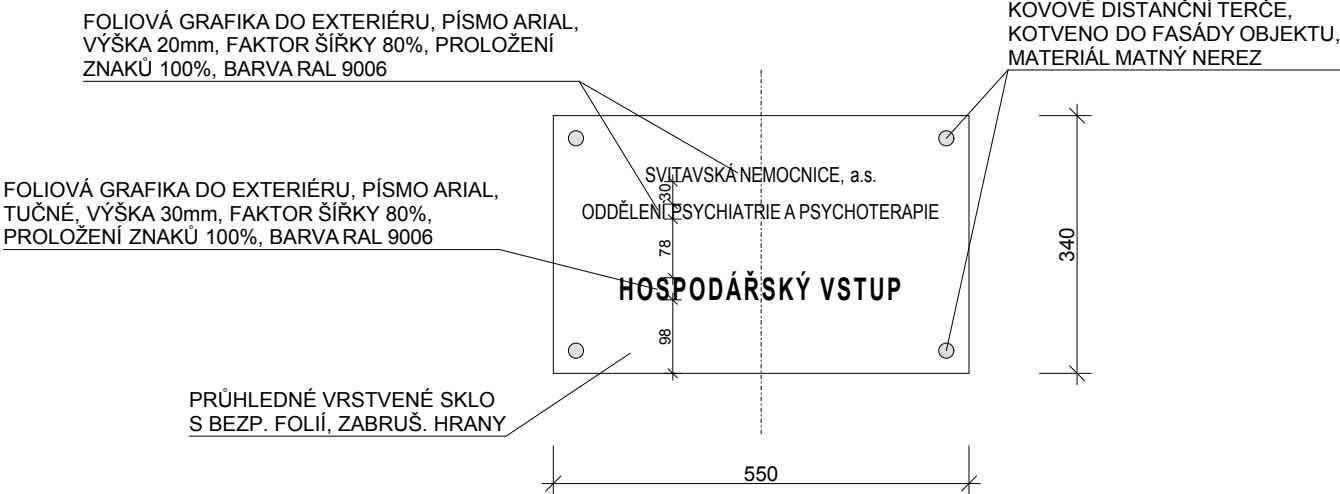 FOLIOVÁ GRAFIKA DO EXTERIÉRU, PÍSMO ARIAL,
VÝŠKA 20mm, FAKTOR ŠÍŘKY 80%, PROLOŽENÍ
ZNAKŮ 100%, BARVA RAL 9006
KOVOVÉ DISTANČNÍ TERČE,
KOTVENO DO FASÁDY OBJEKTU,
MATERIÁL MATNÝ NEREZ
FOLIOVÁ GRAFIKA DO EXTERIÉRU, PÍSMO ARIAL,
TUČNÉ, VÝŠKA 30mm, FAKTOR ŠÍŘKY 80%,
PROLOŽENÍ ZNAKŮ 100%, BARVA RAL 9006
SVITAVSKÁ NEMOCNICE, a.s.
30
ODDĚLENÍ PSYCHIATRIE A PSYCHOTERAPIE
78
HOSPODÁŘSKÝ VSTUP
98
340
PRŮHLEDNÉ VRSTVENÉ SKLO
S BEZP. FOLIÍ, ZABRUŠ. HRANY
550